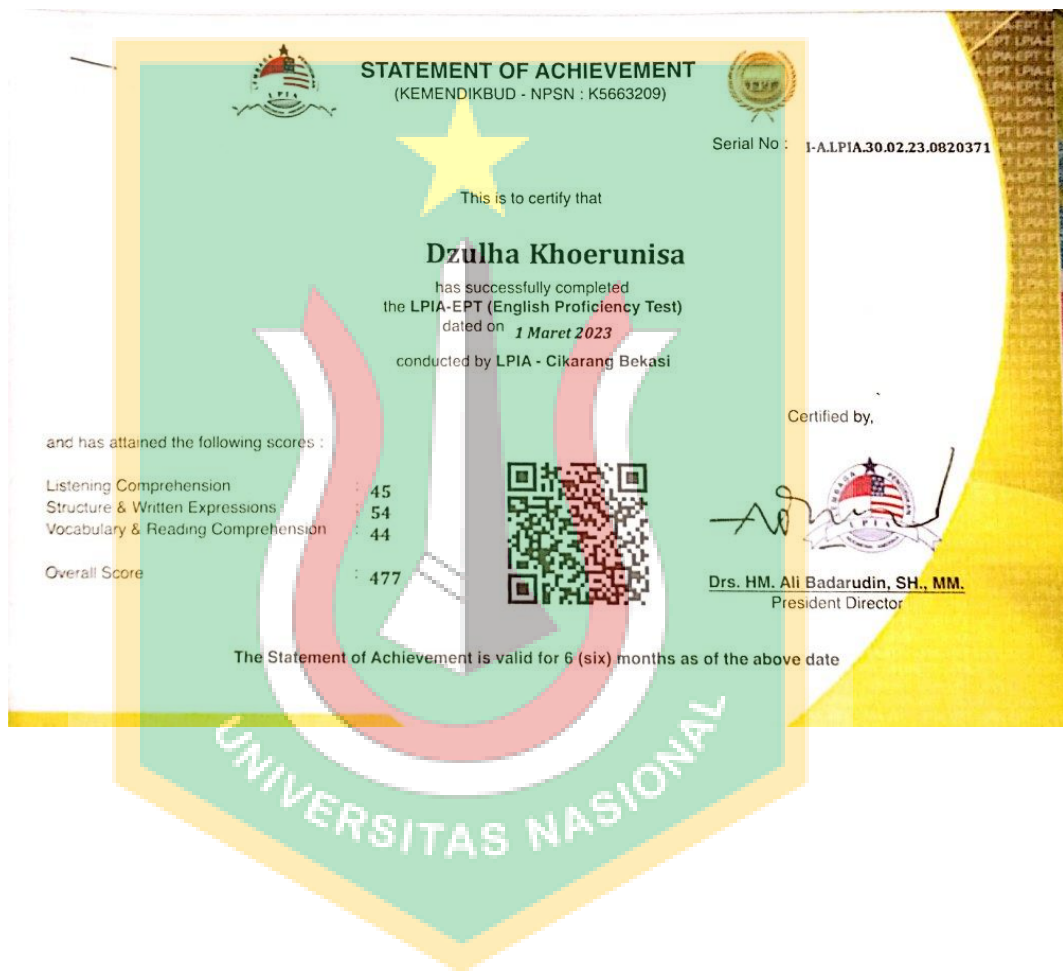 STATEMENT OF ACHIEVEMENT
(KEMENDIKBUD - NPSN : K5663209)
Serial No : I-A.LPIA.30.02.23.0820371
This is to certify that
Dzulha Khoerunisa
has successfully completed
the LPIA-EPT (English Proficiency Test)
dated on 1 Maret 2023
conducted by LPIA - Cikarang Bekasi
Certified by,
and has attained the following scores :
Listening Comprehension : 45
Structure & Written Expressions : 54
Vocabulary & Reading Comprehension : 44
Overall Score : 477
LPIA
Drs. HM. Ali Badarudin, SH., MM.
President Director
The Statement of Achievement is valid for 6 (six) months as of the above date
UNIVERSITAS NASIONAL